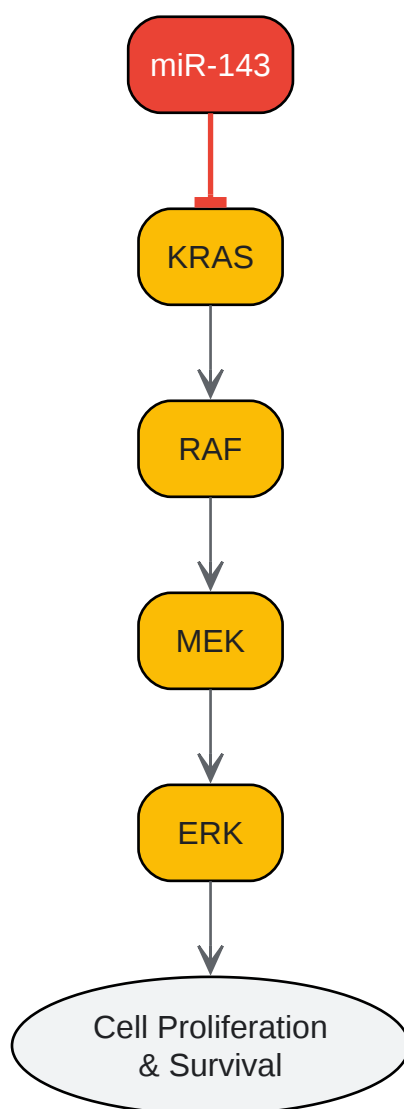 miR-143
KRAS
RAF
MEK
ERK
Cell Proliferation
& Survival